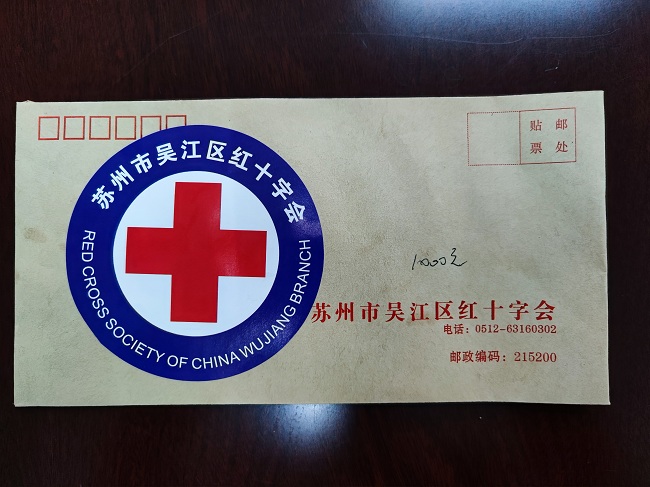 贴 邮
票 处
苏州市吴江区红十字会
RED CROSS SOCIETY OF CHINA WUJIANG BRANCH
1000元
苏州市吴江区红十字会
电话：0512-63160302
邮政编码：215200